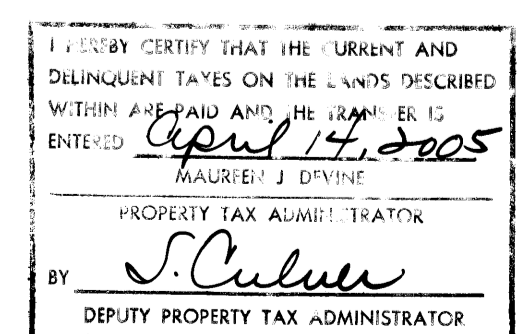 I HEREBY CERTIFY THAT THE CURRENT AND
DELINQUENT TAXES ON THE LANDS DESCRIBED
WITHIN ARE PAID AND THE TRANSFER IS
ENTERED April 14, 2005
MAUREEN J DEVINE
PROPERTY TAX ADMINISTRATOR
BY S. Culver
DEPUTY PROPERTY TAX ADMINISTRATOR